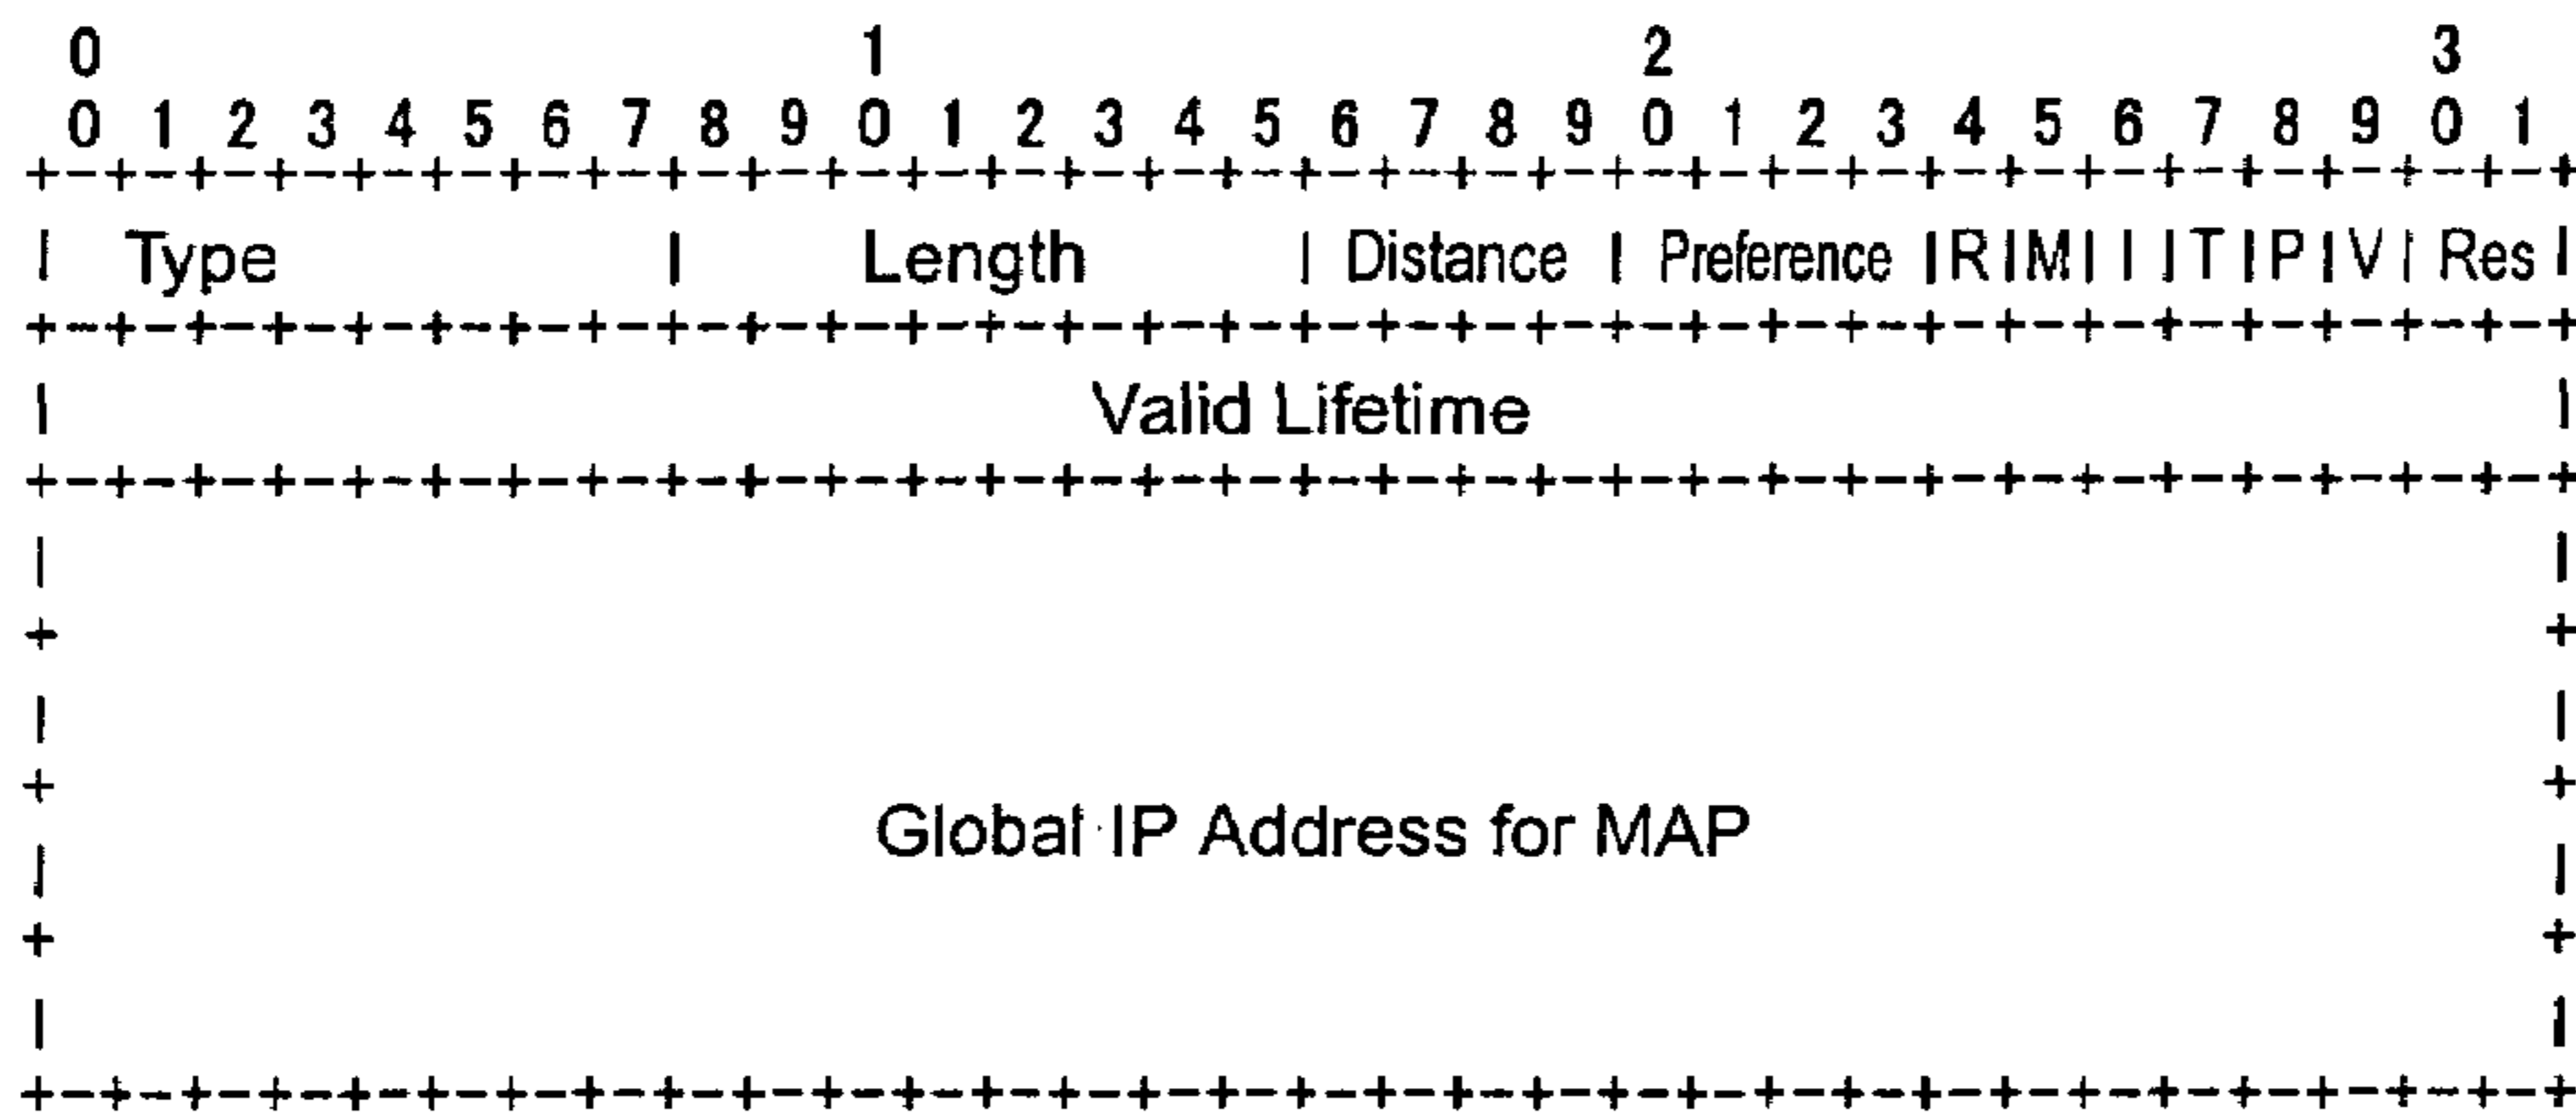 0 1 2 3
0 1 2 3 4 5 6 7 8 9 0 1 2 3 4 5 6 7 8 9 0 1 2 3 4 5 6 7 8 9 0 1
+-+-+-+-+-+-+-+-+-+-+-+-+-+-+-+-+-+-+-+-+-+-+-+-+-+-+-+-+-+-+-+-+
| Type | Length | Distance | Preference |R|M|I|T|P|V| Res |
+-+-+-+-+-+-+-+-+-+-+-+-+-+-+-+-+-+-+-+-+-+-+-+-+-+-+-+-+-+-+-+-+
| Valid Lifetime |
+-+-+-+-+-+-+-+-+-+-+-+-+-+-+-+-+-+-+-+-+-+-+-+-+-+-+-+-+-+-+-+-+
| |
+ +
| |
+ +
Global IP Address for MAP
| |
+ +
| |
+-+-+-+-+-+-+-+-+-+-+-+-+-+-+-+-+-+-+-+-+-+-+-+-+-+-+-+-+-+-+-+-+